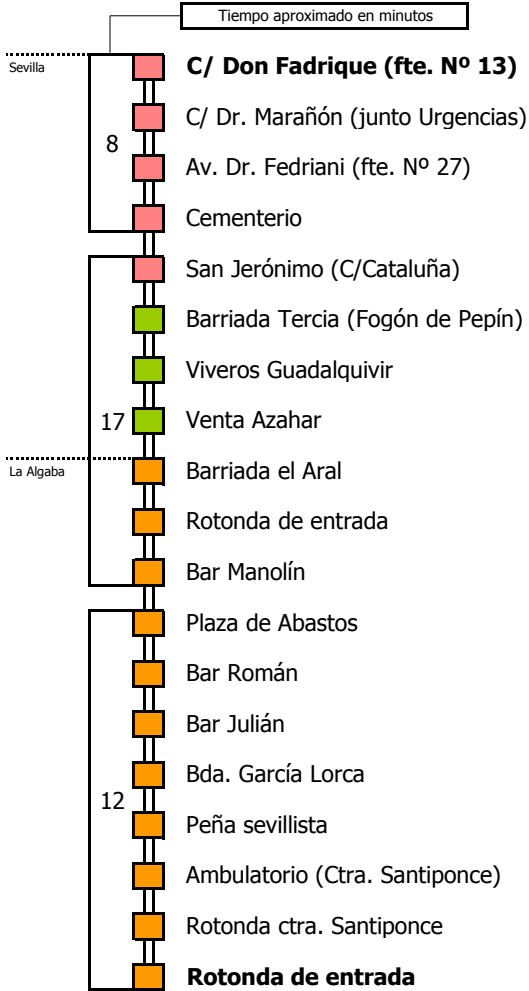 Tiempo aproximado en minutos
Sevilla
C/ Don Fadrique (fte. Nº 13)
C/ Dr. Marañón (junto Urgencias)
8
Av. Dr. Fedriani (fte. Nº 27)
Cementerio
San Jerónimo (C/Cataluña)
Barriada Tercia (Fogón de Pepín)
Viveros Guadalquivir
17
Venta Azahar
La Algaba
Barriada el Aral
Rotonda de entrada
Bar Manolín
Plaza de Abastos
Bar Román
Bar Julián
Bda. García Lorca
12
Peña sevillista
Ambulatorio (Ctra. Santiponce)
Rotonda ctra. Santiponce
Rotonda de entrada